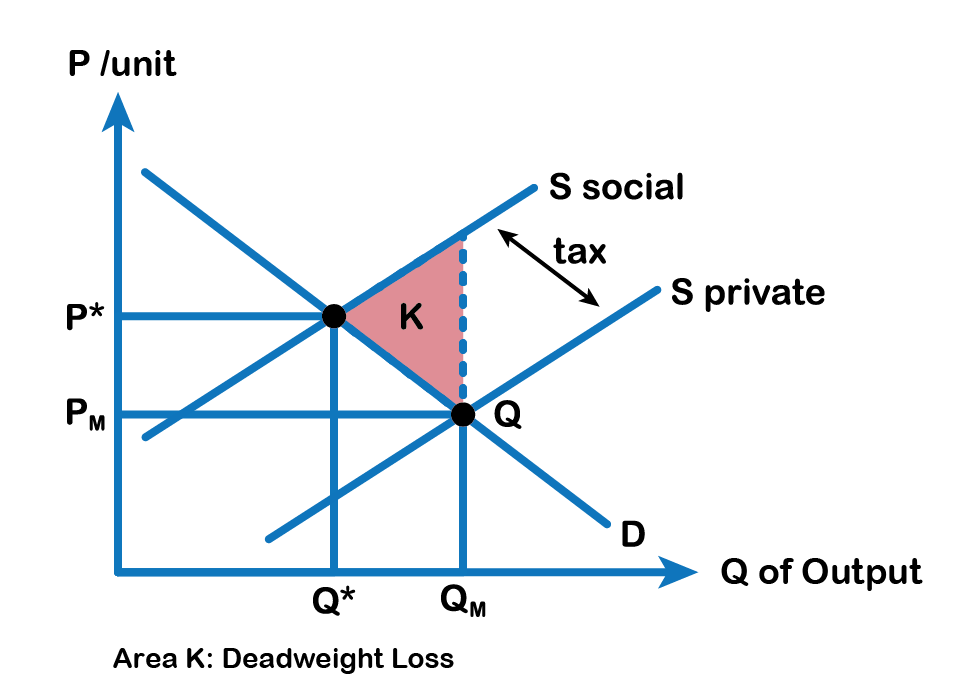 P /unit
S social
tax
S private
P*
K
PM
Q
D
Q of Output
Q*
QM
Area K: Deadweight Loss